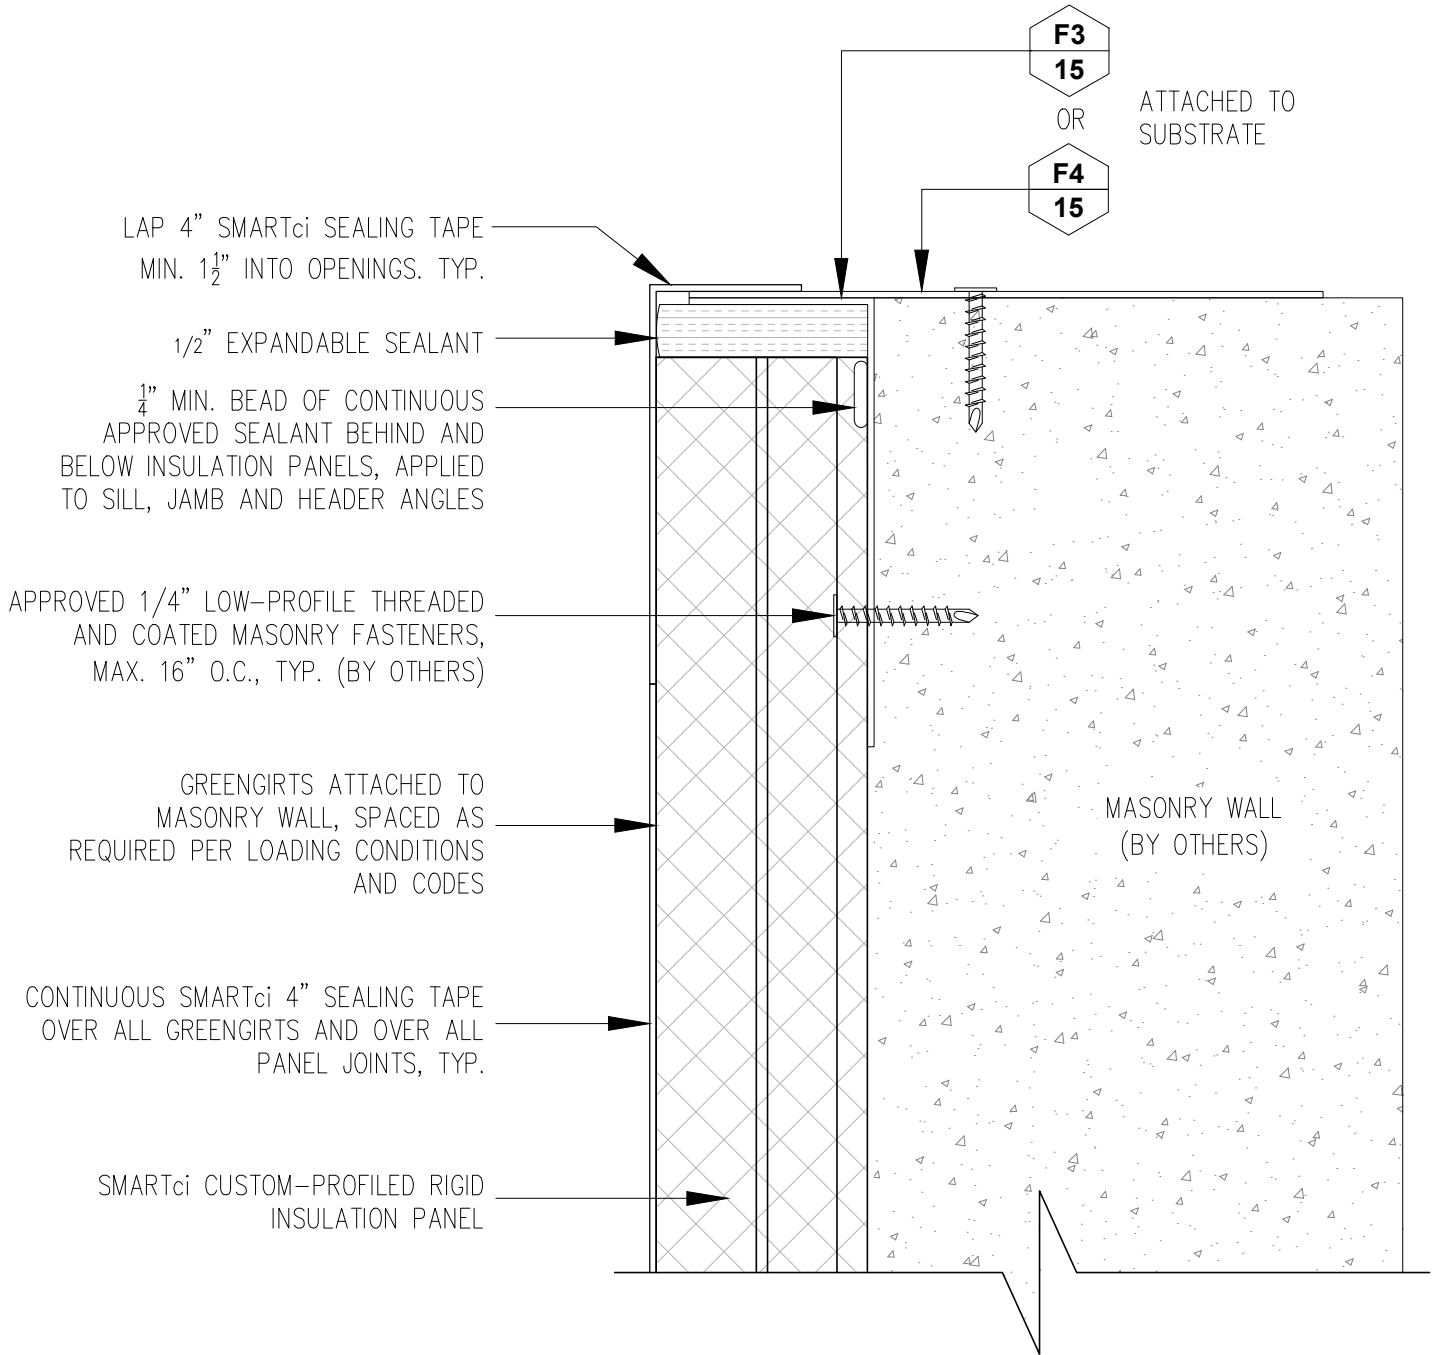 F3
15
OR
F4
15
ATTACHED TO
SUBSTRATE
LAP 4” SMARTci SEALING TAPE
MIN. 1½” INTO OPENINGS. TYP.
1/2” EXPANDABLE SEALANT
¼” MIN. BEAD OF CONTINUOUS
APPROVED SEALANT BEHIND AND
BELOW INSULATION PANELS, APPLIED
TO SILL, JAMB AND HEADER ANGLES
APPROVED 1/4” LOW–PROFILE THREADED
AND COATED MASONRY FASTENERS,
MAX. 16” O.C., TYP. (BY OTHERS)
GREENGIRTS ATTACHED TO
MASONRY WALL, SPACED AS
REQUIRED PER LOADING CONDITIONS
AND CODES
MASONRY WALL
(BY OTHERS)
CONTINUOUS SMARTci 4” SEALING TAPE
OVER ALL GREENGIRTS AND OVER ALL
PANEL JOINTS, TYP.
SMARTci CUSTOM–PROFILED RIGID
INSULATION PANEL